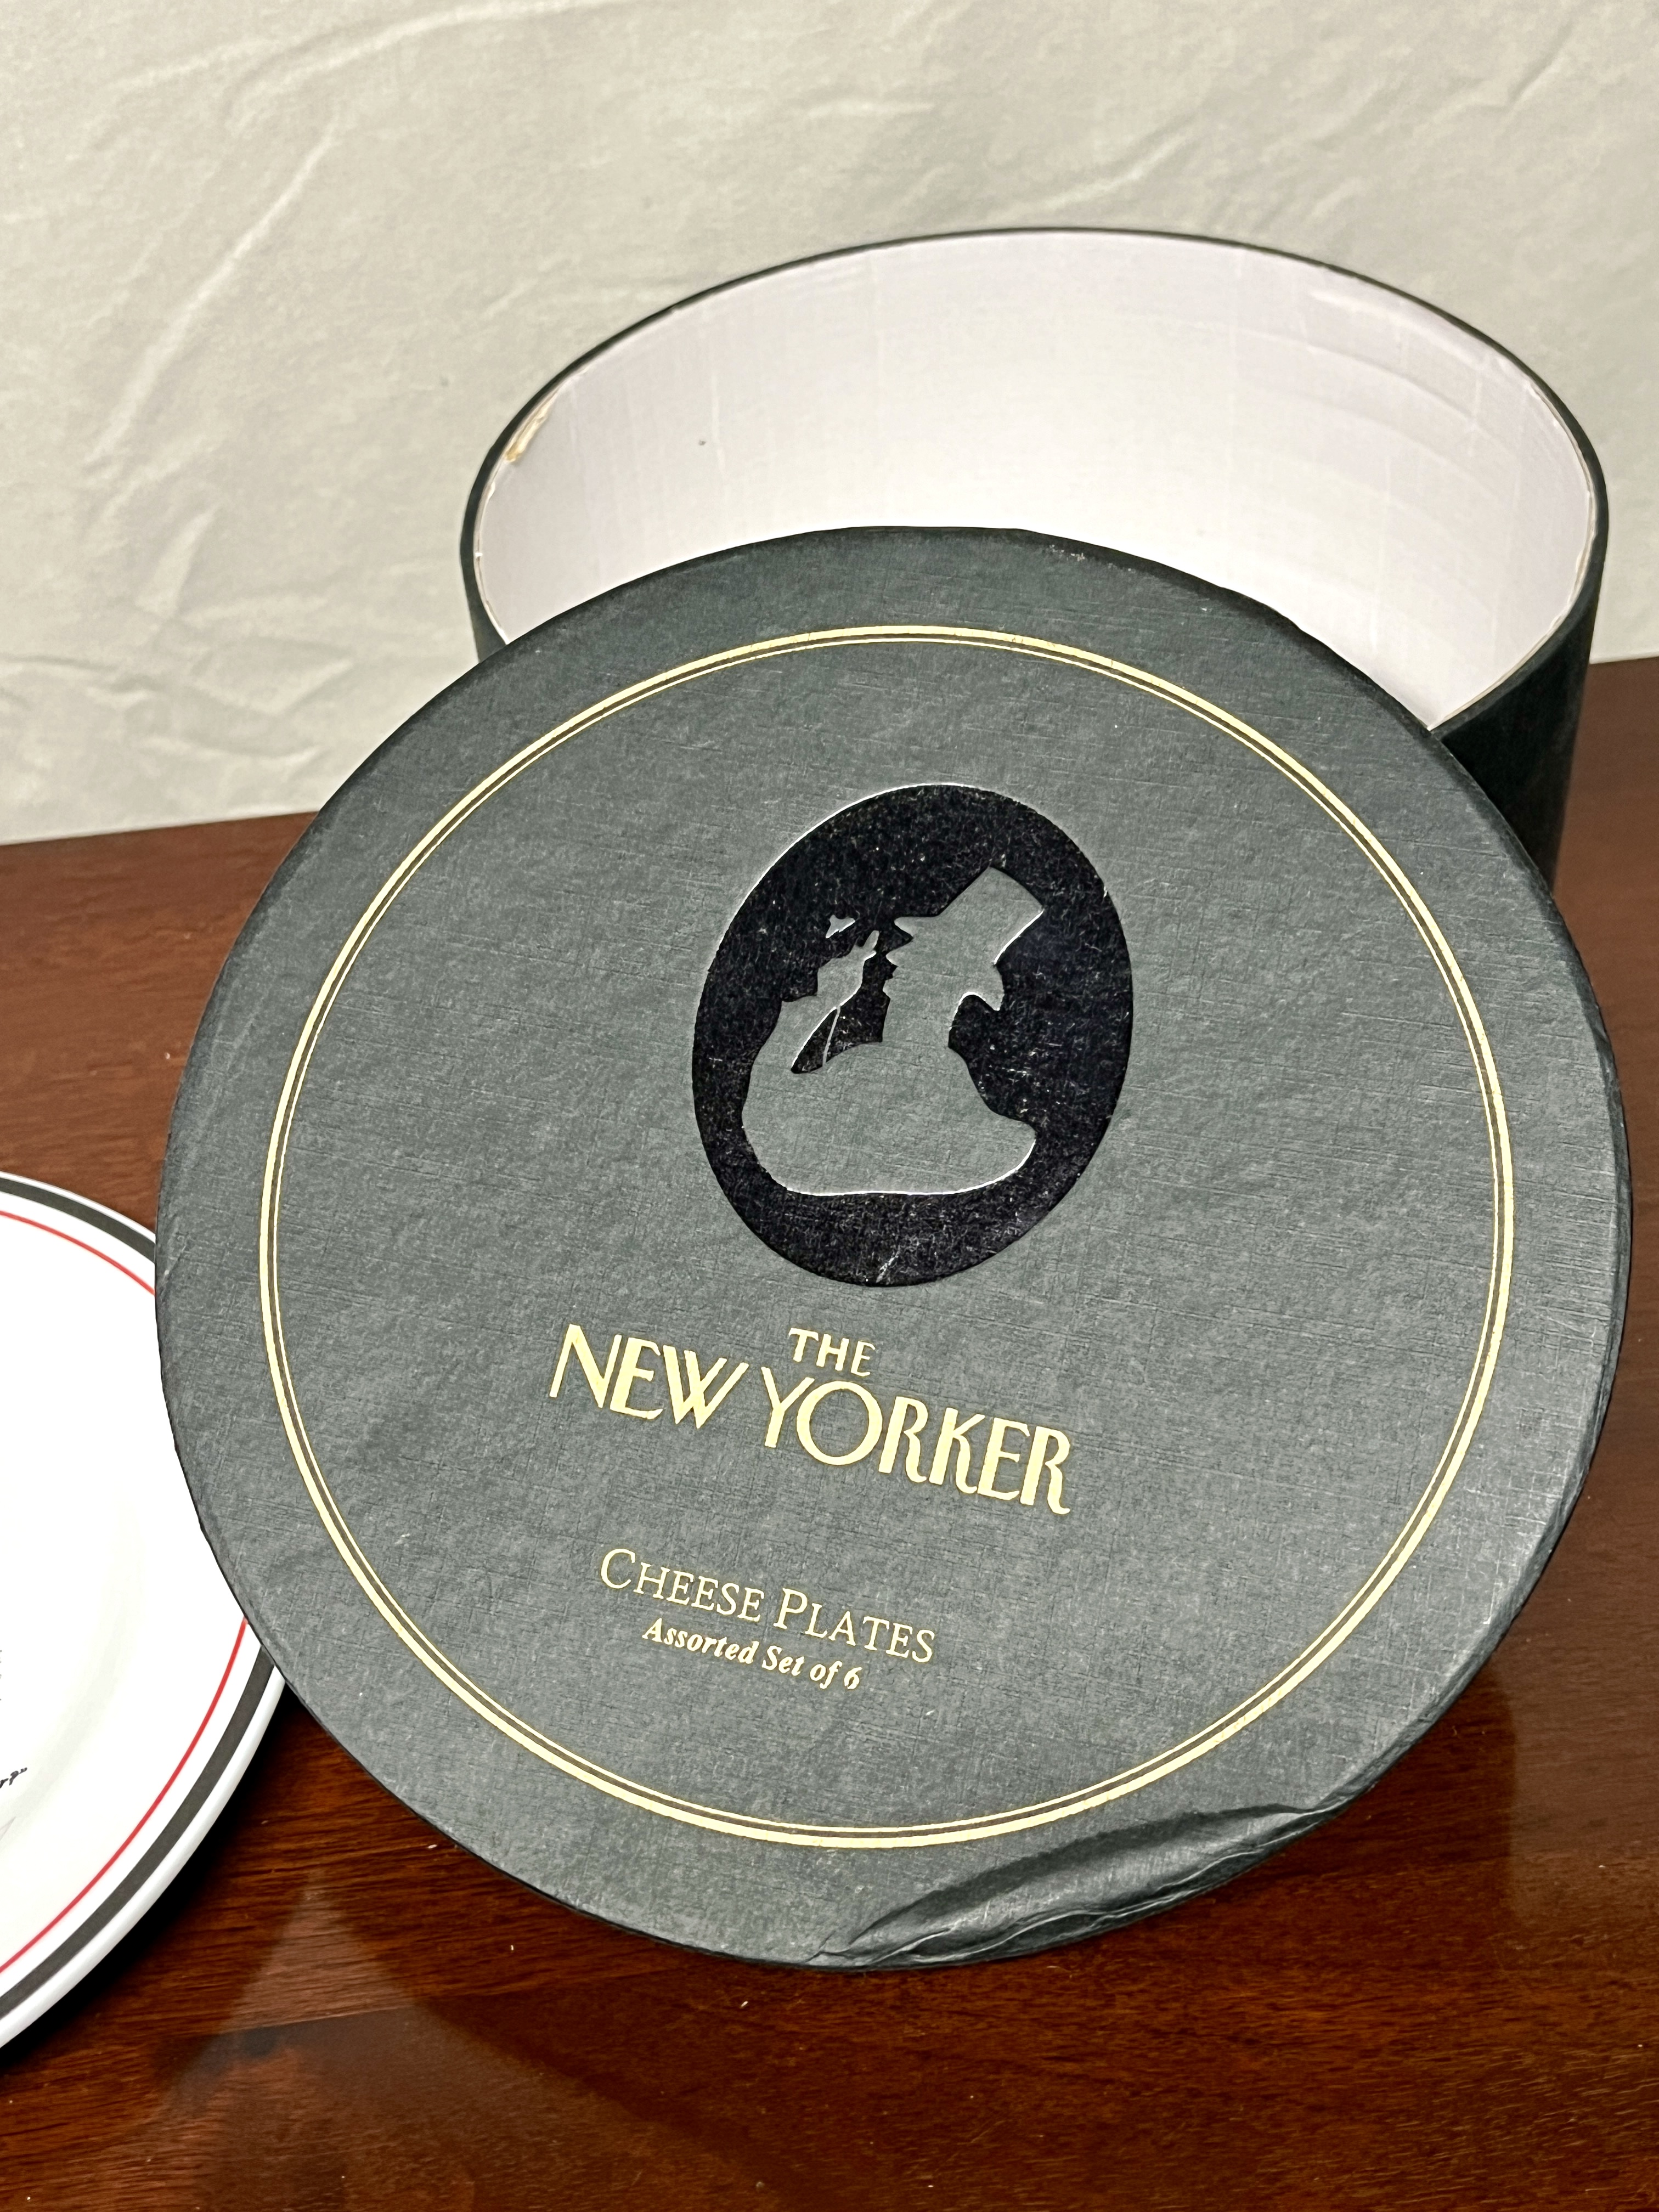 THE
NEW YORKER
CHEESE PLATES
Assorted Set of 6